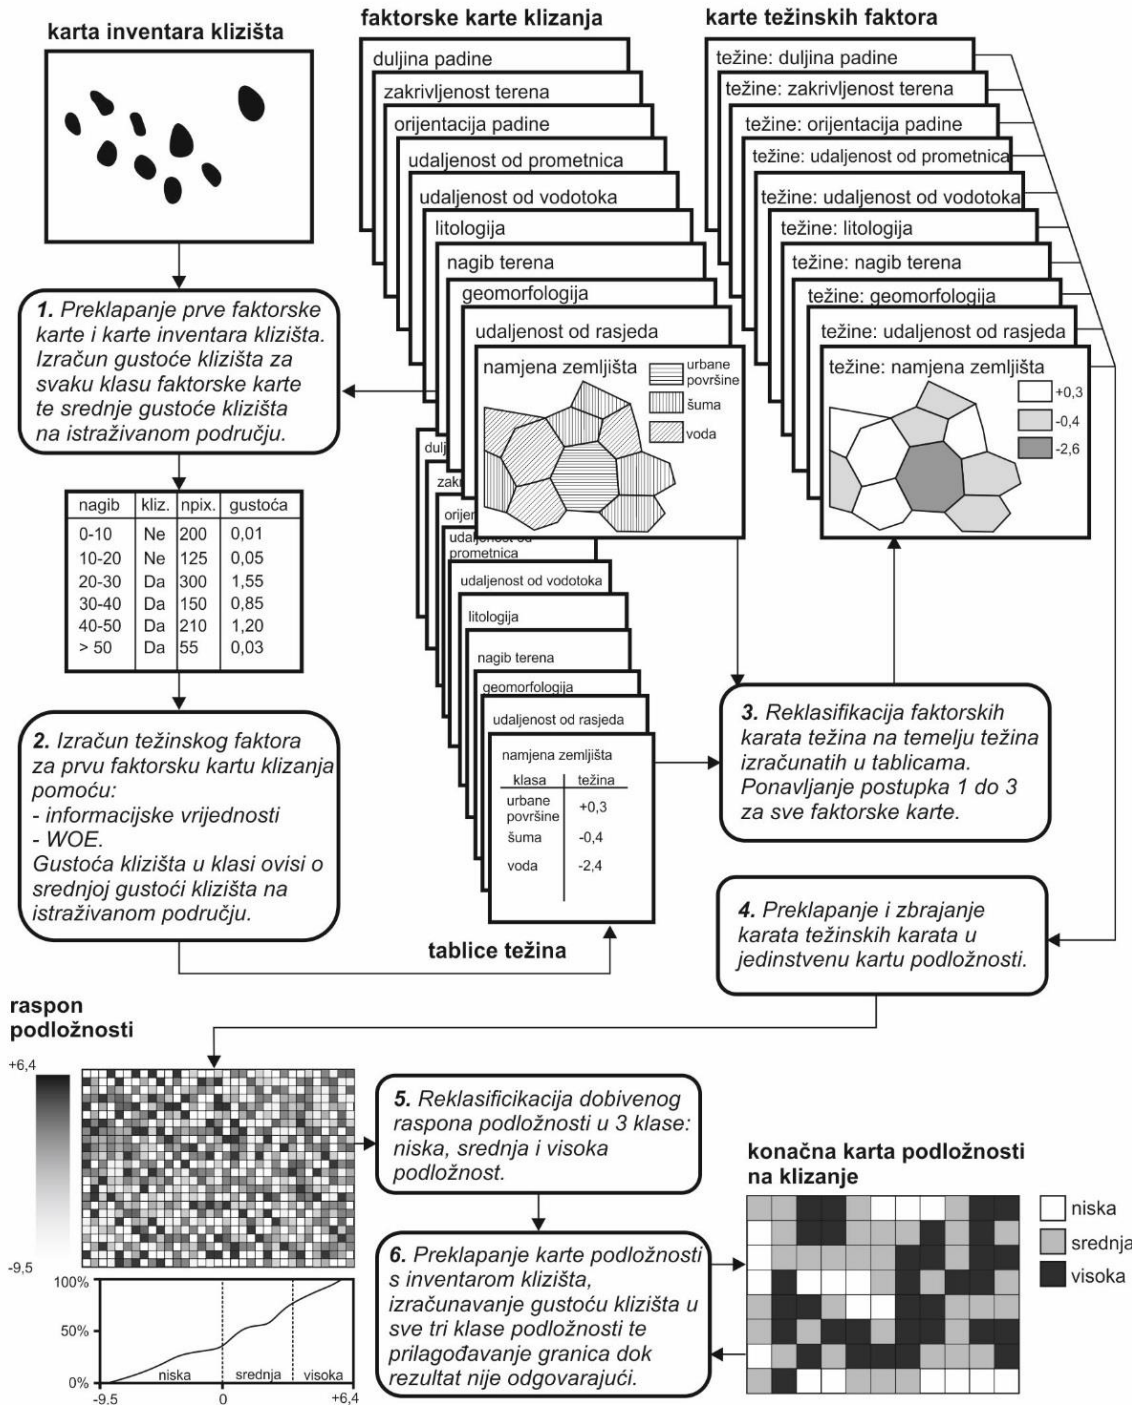 karta inventara klizišta
faktorske karte klizanja
karte težinskih faktora
duljina padine
zakrivljenost terena
orijentacija padine
udaljenost od prometnica
udaljenost od vodotoka
litologija
nagib terena
geomorfologija
udaljenost od rasjeda
namjena zemljišta
urbane
površine
šuma
voda
težine: duljina padine
težine: zakrivljenost terena
težine: orijentacija padine
težine: udaljenost od prometnica
težine: udaljenost od vodotoka
težine: litologija
težine: nagib terena
težine: geomorfologija
težine: udaljenost od rasjeda
težine: namjena zemljišta
+0,3
-0,4
-2,6
1. Preklapanje prve faktorske
karte i karte inventara klizišta.
Izračun gustoće klizišta za
svaku klasu faktorske karte
te srednje gustoće klizišta
na istraživanom području.
nagib kliz. npix. gustoća
0-10 Ne 200 0,01
10-20 Ne 125 0,05
20-30 Da 300 1,55
30-40 Da 150 0,85
40-50 Da 210 1,20
> 50 Da 55 0,03
2. Izračun težinskog faktora
za prvu faktorsku kartu klizanja
pomoću:
- informacijske vrijednosti
- WOE.
Gustoća klizišta u klasi ovisi o
srednjoj gustoći klizišta na
istraživanom području.
prometnica
udaljenost od vodotoka
litologija
nagib terena
geomorfologija
udaljenost od rasjeda
namjena zemljišta
klasa težina
urbane
površine +0,3
šuma -0,4
voda -2,4
tablice težina
3. Reklasifikacija faktorskih
karata težina na temelju težina
izračunatih u tablicama.
Ponavljanje postupka 1 do 3
za sve faktorske karte.
4. Preklapanje i zbrajanje
karata težinskih karata u
jedinstvenu kartu podložnosti.
raspon
podložnosti
+6,4
-9,5
100%
50%
0%
niska srednja visoka
-9.5 0 +6,4
5. Reklasificikacija dobivenog
raspona podložnosti u 3 klase:
niska, srednja i visoka
podložnost.
6. Preklapanje karte podložnosti
s inventarom klizišta,
izračunavanje gustoću klizišta u
sve tri klase podložnosti te
prilagođavanje granica dok
rezultat nije odgovarajući.
konačna karta podložnosti
na klizanje
niska
srednja
visoka